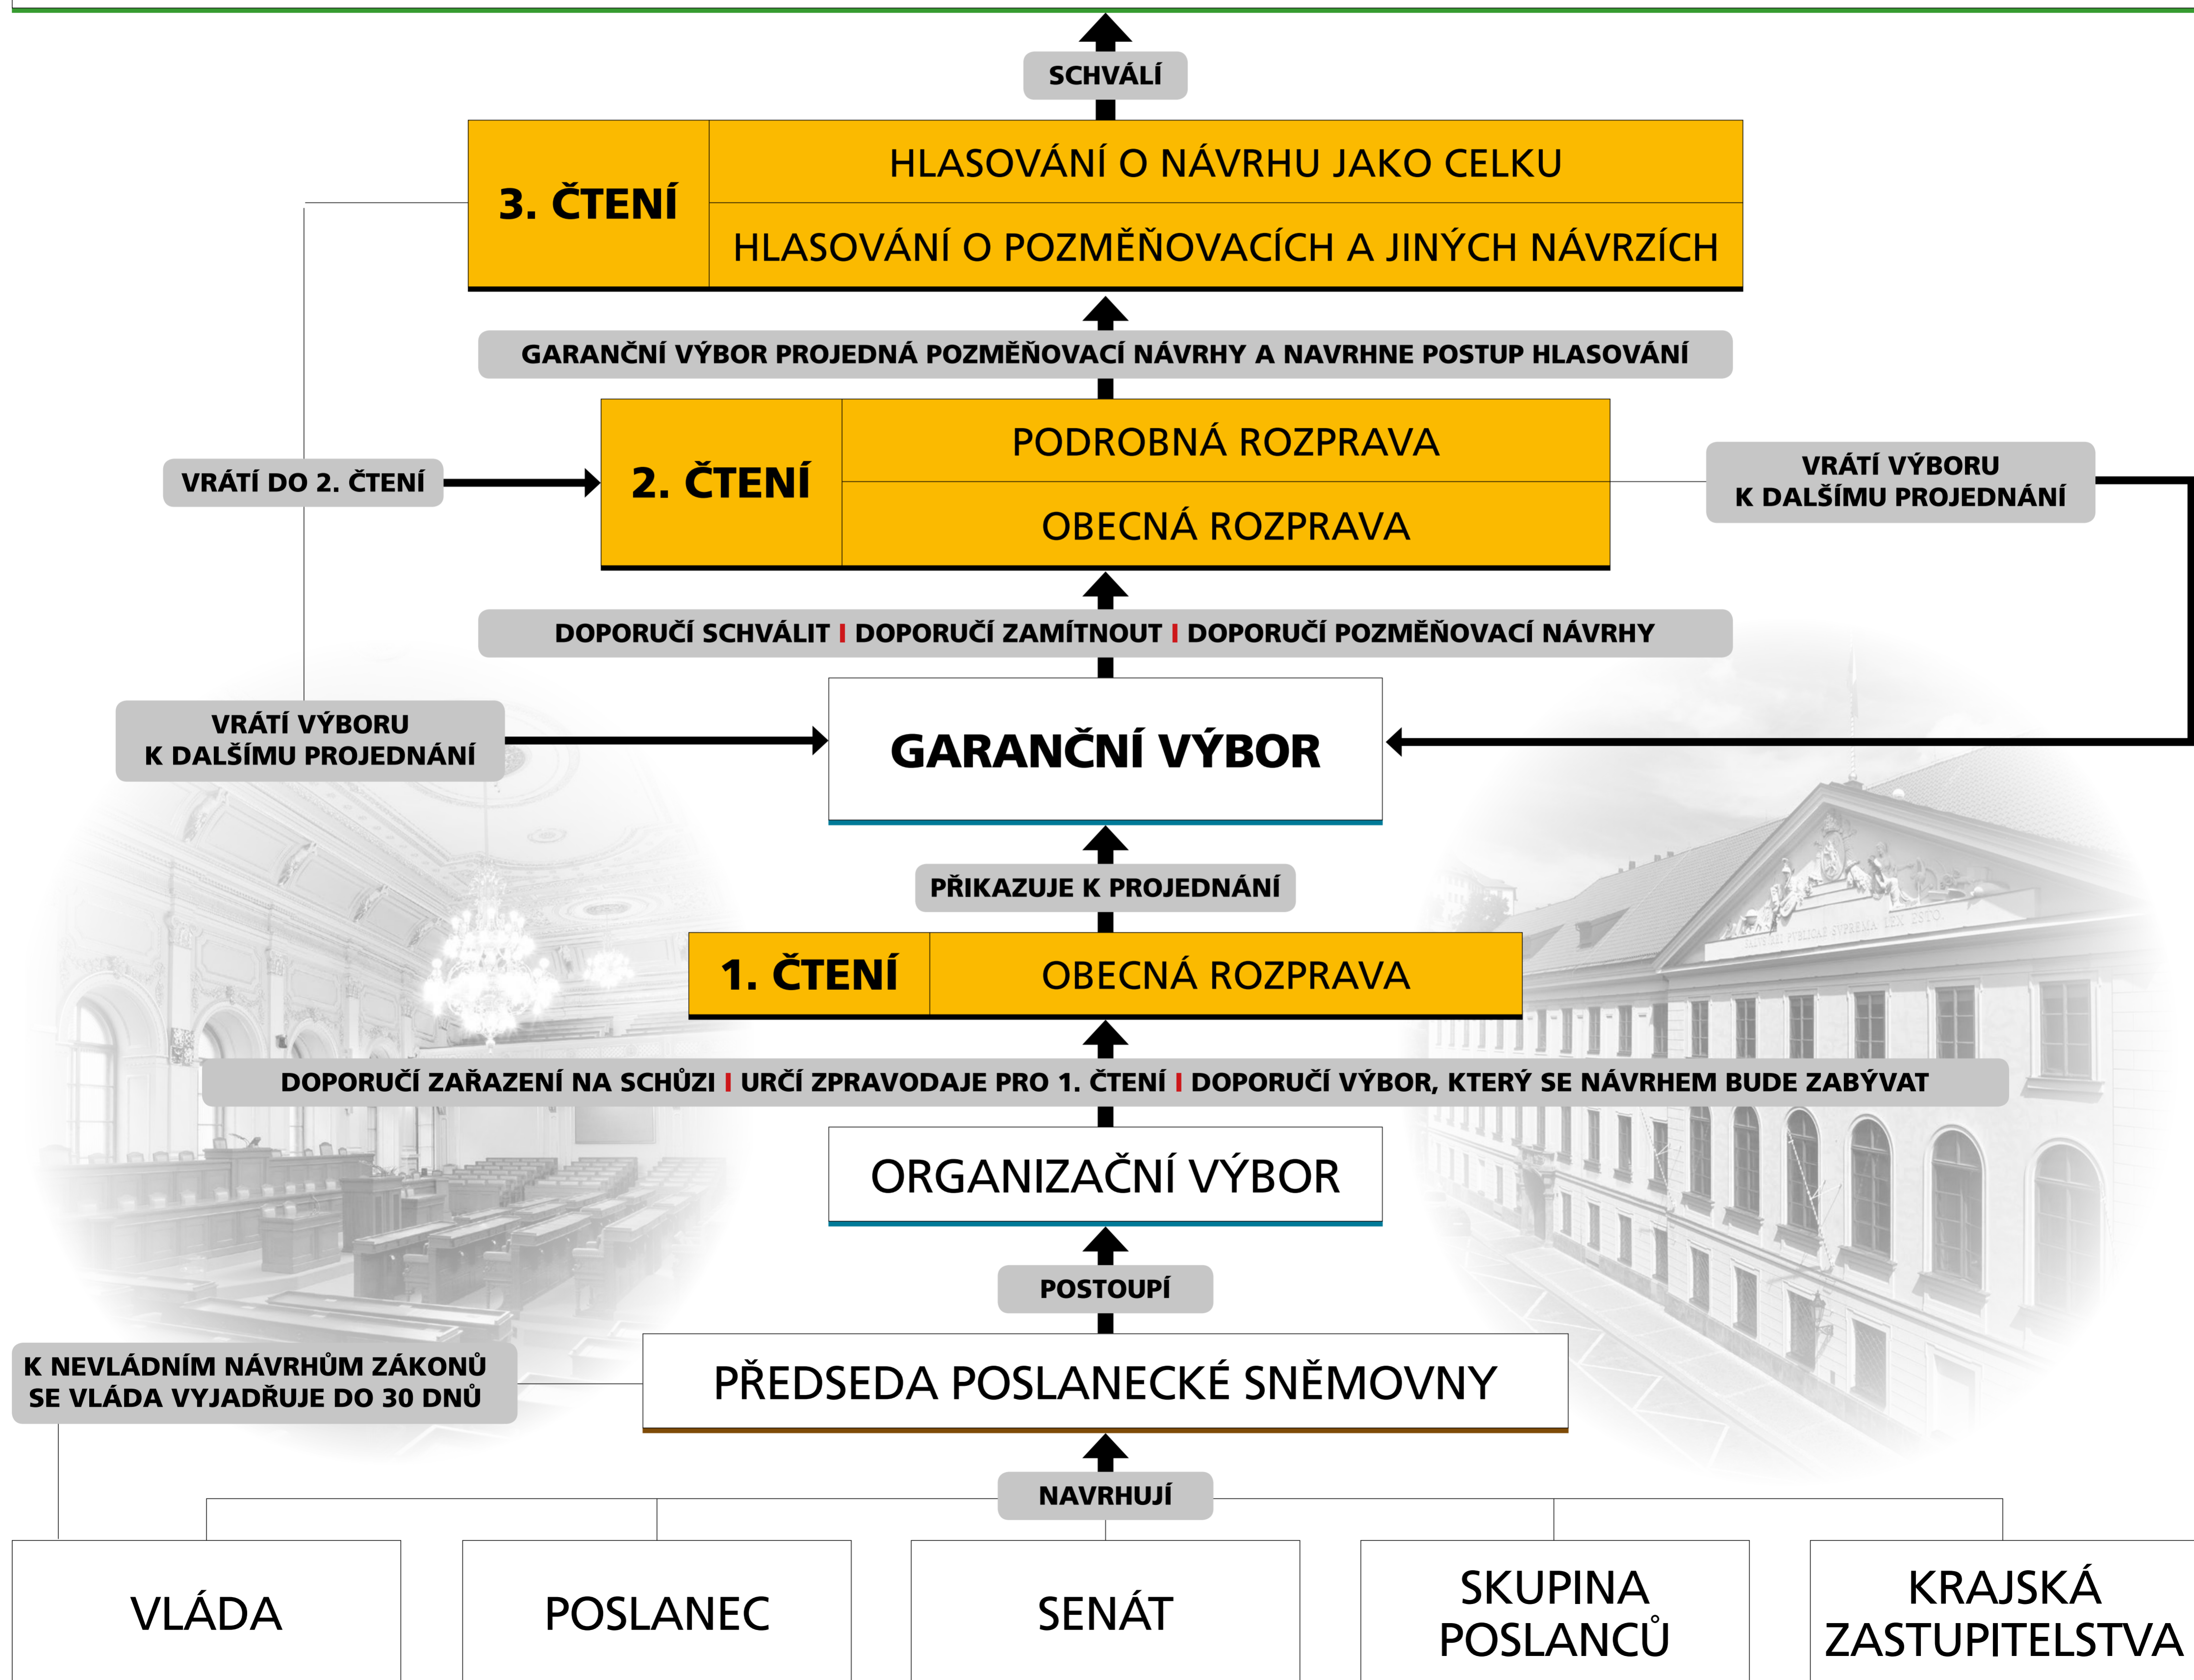 SCHVÁLÍ
3. ČTENÍ
HLASOVÁNÍ O NÁVRHU JAKO CELKU
HLASOVÁNÍ O POZMĚŇOVACÍCH A JINÝCH NÁVRZÍCH
GARANČNÍ VÝBOR PROJEDNÁ POZMĚŇOVACÍ NÁVRHY A NAVRHNE POSTUP HLASOVÁNÍ
VRÁTÍ DO 2. ČTENÍ
2. ČTENÍ
PODROBNÁ ROZPRAVA
OBECNÁ ROZPRAVA
VRÁTÍ VÝBORU
K DALŠÍMU PROJEDNÁNÍ
DOPORUČÍ SCHVÁLIT I DOPORUČÍ ZAMÍTNOUT I DOPORUČÍ POZMĚŇOVACÍ NÁVRHY
VRÁTÍ VÝBORU
K DALŠÍMU PROJEDNÁNÍ
GARANČNÍ VÝBOR
PŘIKAZUJE K PROJEDNÁNÍ
PUBLICAE SUPREMA LEX ESTO
1. ČTENÍ
OBECNÁ ROZPRAVA
DOPORUČÍ ZAŘAZENÍ NA SCHŮZI I URČÍ ZPRAVODAJE PRO 1. ČTENÍ I DOPORUČÍ VÝBOR, KTERÝ SE NÁVRHEM BUDE ZABÝVAT
ORGANIZAČNÍ VÝBOR
POSTOUPÍ
K NEVLÁDNÍM NÁVRHŮM ZÁKONŮ
SE VLÁDA VYJADŘUJE DO 30 DNŮ
PŘEDSEDA POSLANECKÉ SNĚMOVNY
NAVRHUJÍ
VLÁDA
POSLANEC
SENÁT
SKUPINA
POSLANCŮ
KRAJSKÁ
ZASTUPITELSTVA